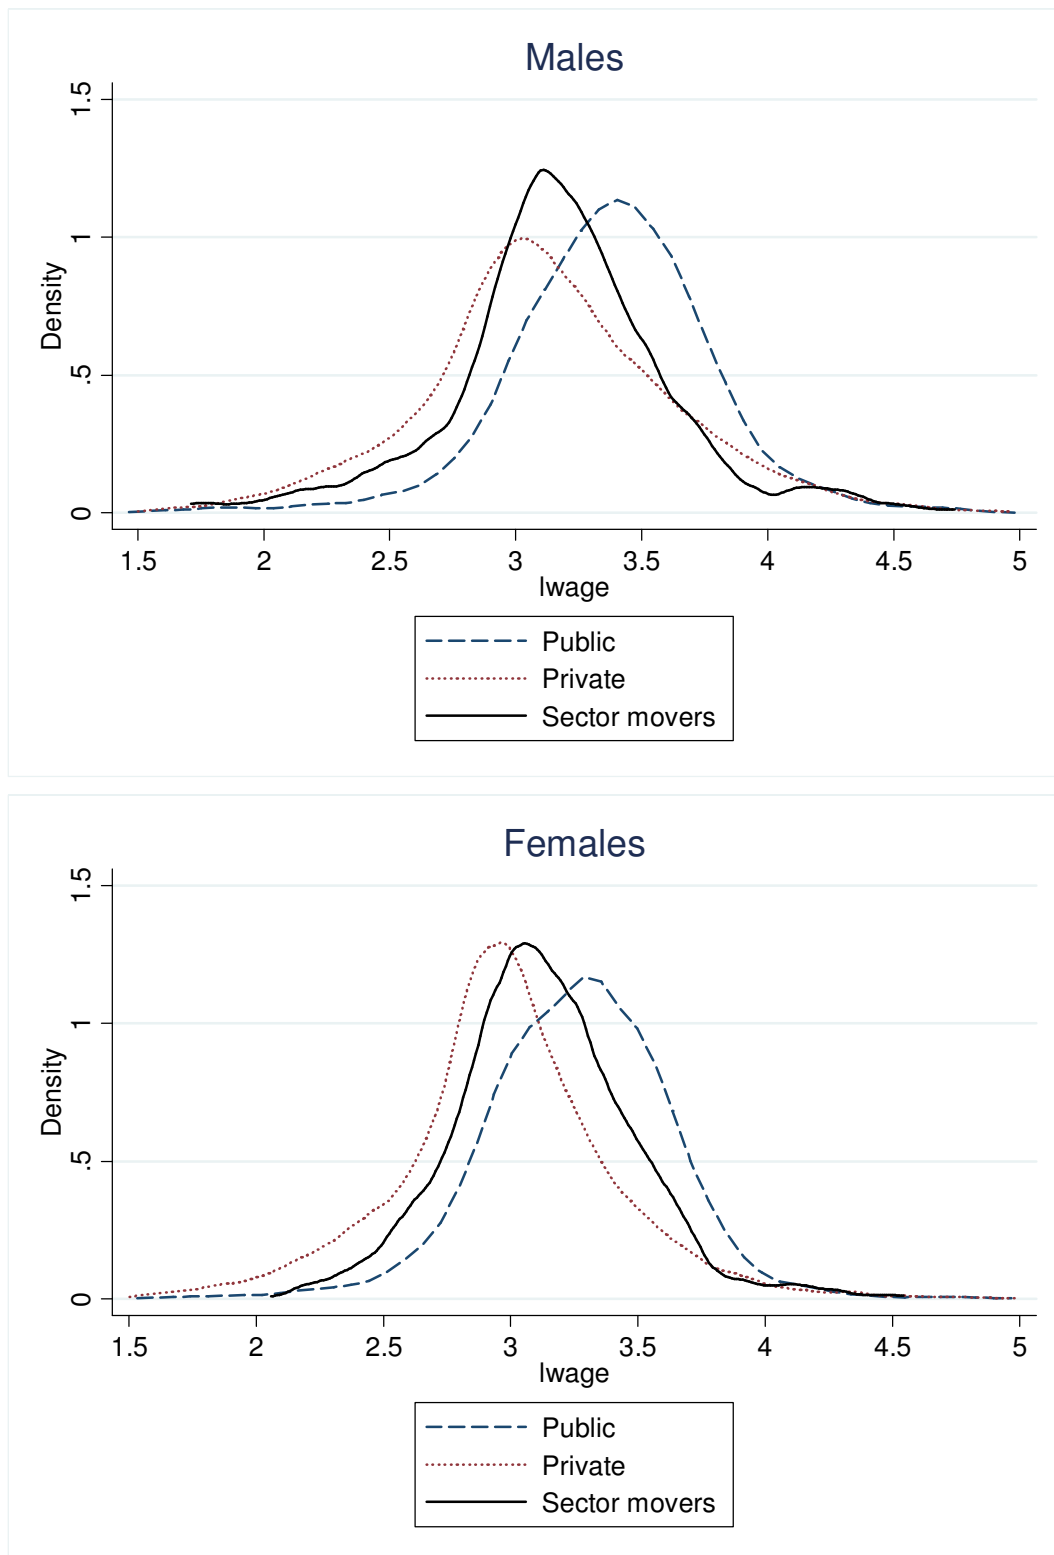 Males
1.5
1
.5
0
Density
1.5 2 2.5 3 3.5 4 4.5 5
lwage
Public
Private
Sector movers
Females
1.5
1
.5
0
Density
1.5 2 2.5 3 3.5 4 4.5 5
lwage
Public
Private
Sector movers